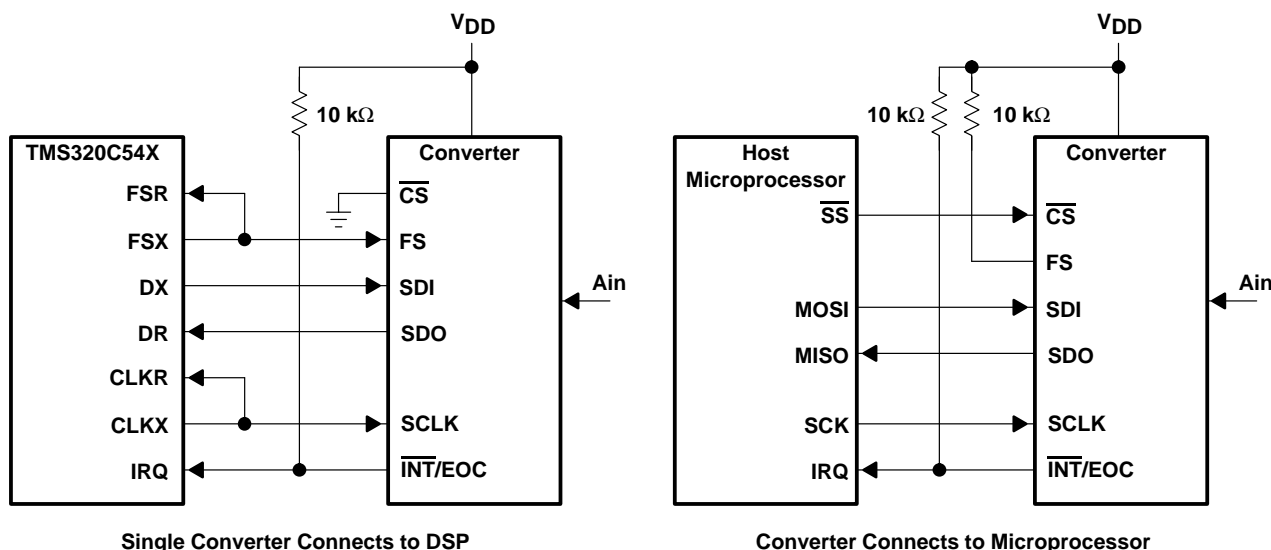 VDD
10 kΩ
TMS320C54X
FSR
FSX
DX
DR
CLKR
CLKX
IRQ
Converter
CS
FS
SDI
SDO
SCLK
INT/EOC
Ain
Single Converter Connects to DSP
VDD
10 kΩ
10 kΩ
Host
Microprocessor
SS
MOSI
MISO
SCK
IRQ
Converter
CS
FS
SDI
SDO
SCLK
INT/EOC
Ain
Converter Connects to Microprocessor